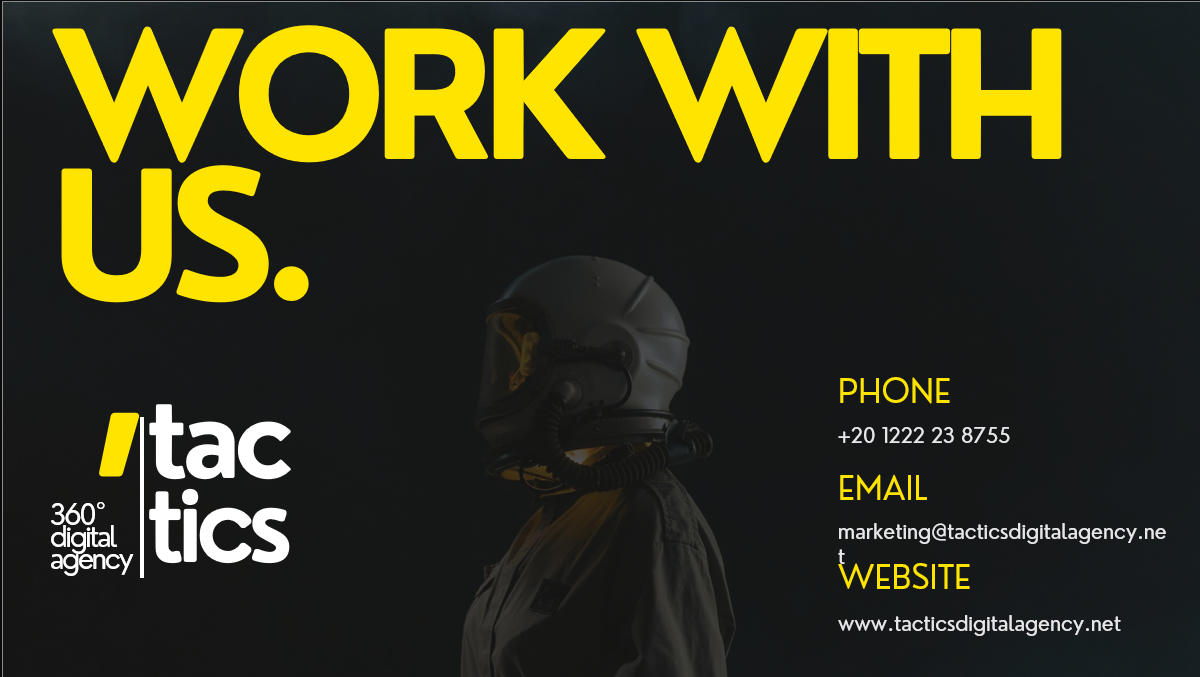 WORK WITH
US.
tac
tics
360°
digital
agency
PHONE
+20 1222 23 8755
EMAIL
marketing@tacticsdigitalagency.ne
t
WEBSITE
www.tacticsdigitalagency.net